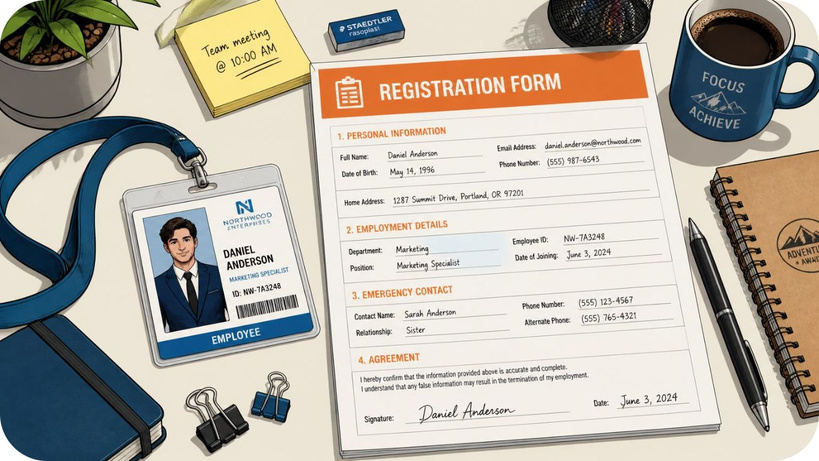 Team meeting
@ 10:00 AM
STAEDTLER
rasoplast
FOCUS
ACHIEVE
NORTHWOOD
ENTERPRISES
DANIEL
ANDERSON
MARKETING SPECIALIST
ID: NW-7A3248
EMPLOYEE
REGISTRATION FORM
1. PERSONAL INFORMATION
Full Name: Daniel Anderson
Email Address: daniel.anderson@northwood.com
Date of Birth: May 14, 1996
Phone Number: (555) 987-6543
Home Address: 1287 Summit Drive, Portland, OR 97201
2. EMPLOYMENT DETAILS
Department: Marketing
Employee ID: NW-7A3248
Position: Marketing Specialist
Date of Joining: June 3, 2024
3. EMERGENCY CONTACT
Contact Name: Sarah Anderson
Phone Number: (555) 123-4567
Relationship: Sister
Alternate Phone: (555) 765-4321
4. AGREEMENT
I hereby confirm that the information provided above is accurate and complete.
I understand that any false information may result in the termination of my employment.
Signature: Daniel Anderson
Date: June 3, 2024